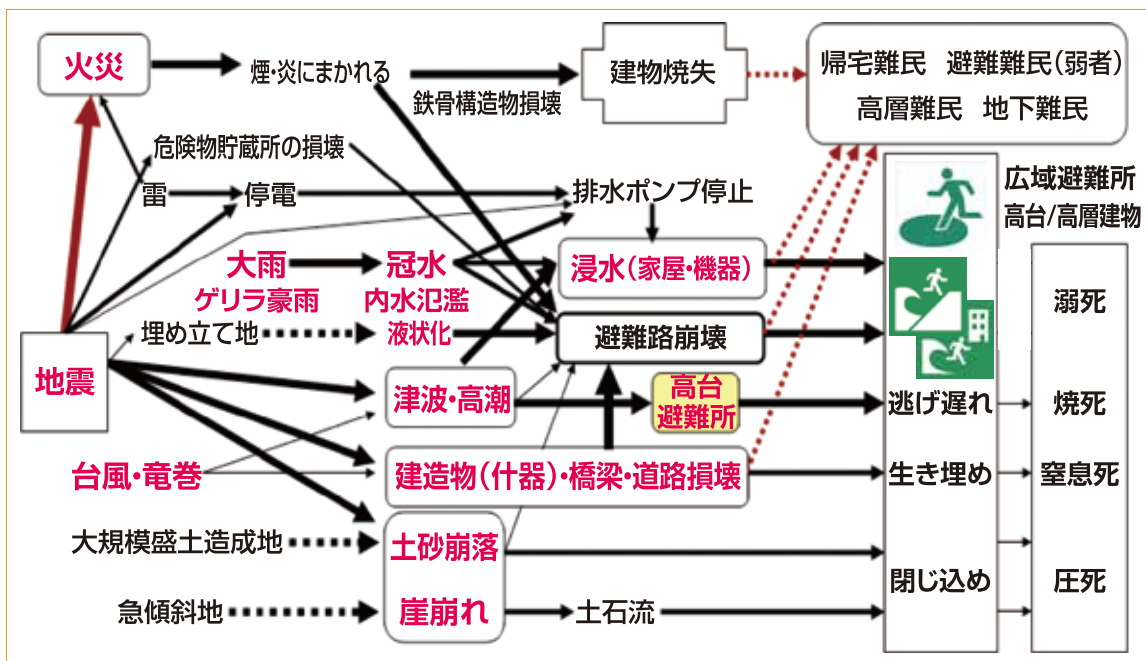 火災
煙・炎にまかれる
鉄骨構造物損壊
建物焼失
帰宅難民 避難難民(弱者)
高層難民 地下難民
危険物貯蔵所の損壊
雷
停電
排水ポンプ停止
広域避難所
高台/高層建物
大雨
ゲリラ豪雨
冠水
内水氾濫
浸水(家屋・機器)
溺死
埋め立て地
液状化
避難路崩壊
地震
津波・高潮
高台
避難所
逃げ遅れ
焼死
台風・竜巻
建造物(什器)・橋梁・道路損壊
生き埋め
窒息死
大規模盛土造成地
土砂崩落
閉じ込め
圧死
急傾斜地
崖崩れ
土石流